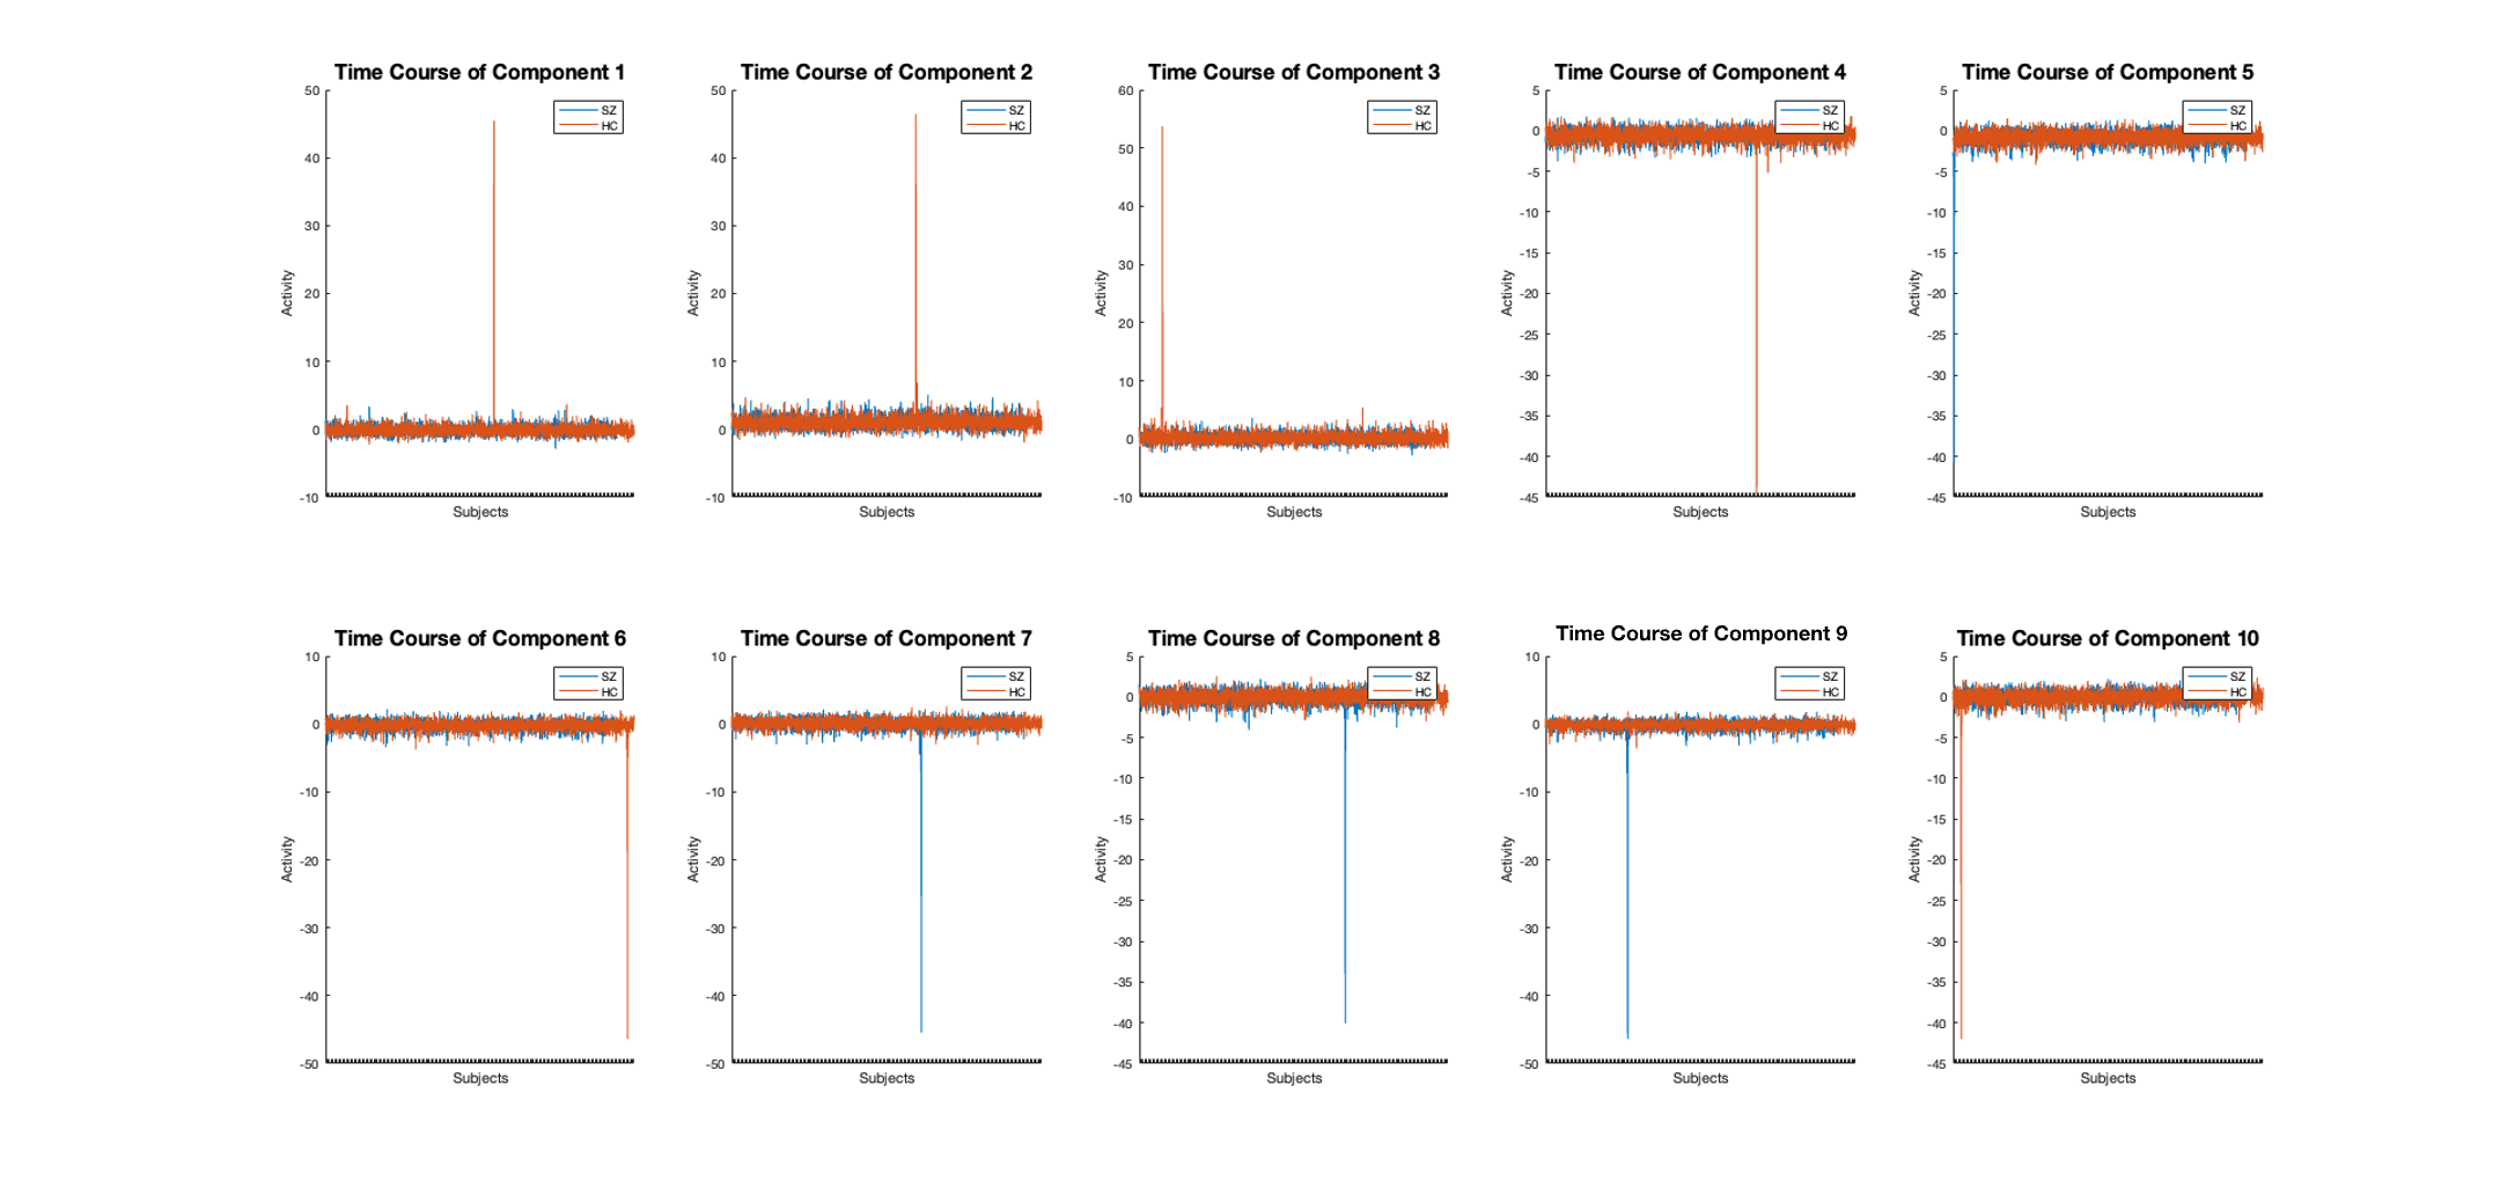 Time Course of Component 1
50
40
30
20
10
0
-10
Activity
Subjects
SZ
HC
Time Course of Component 2
50
40
30
20
10
0
-10
Activity
Subjects
SZ
HC
Time Course of Component 3
60
50
40
30
20
10
0
-10
Activity
Subjects
SZ
HC
Time Course of Component 4
5
0
-5
-10
-15
-20
-25
-30
-35
-40
-45
Activity
Subjects
SZ
HC
Time Course of Component 5
5
0
-5
-10
-15
-20
-25
-30
-35
-40
-45
Activity
Subjects
SZ
HC
Time Course of Component 6
10
0
-10
-20
-30
-40
-50
Activity
Subjects
SZ
HC
Time Course of Component 7
10
0
-10
-20
-30
-40
-50
Activity
Subjects
SZ
HC
Time Course of Component 8
5
0
-5
-10
-15
-20
-25
-30
-35
-40
-45
Activity
Subjects
SZ
HC
Time Course of Component 9
10
0
-10
-20
-30
-40
-50
Activity
Subjects
SZ
HC
Time Course of Component 10
5
0
-5
-10
-15
-20
-25
-30
-35
-40
-45
Activity
Subjects
SZ
HC